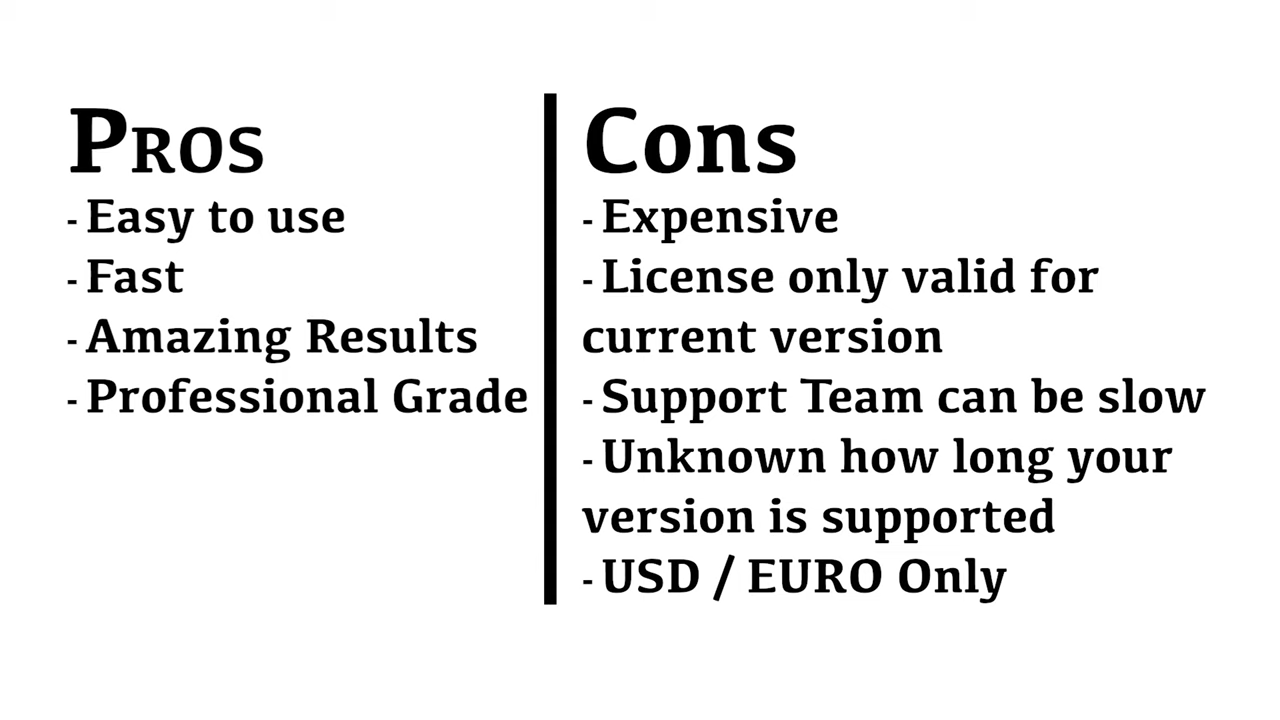 Pros
- Easy to use
- Fast
- Amazing Results
- Professional Grade
Cons
- Expensive
- License only valid for
current version
- Support Team can be slow
- Unknown how long your
version is supported
- USD / EURO Only